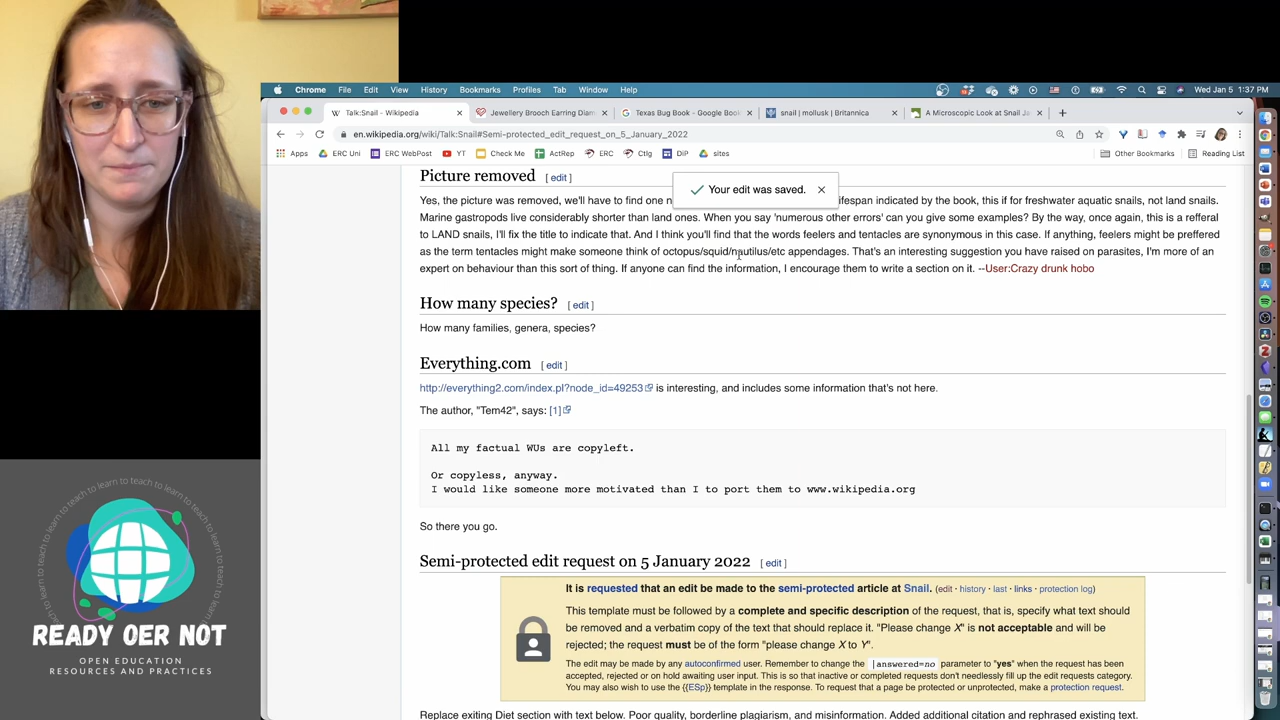 Chrome File Edit View History Bookmarks Profiles Tab Window Help
Wed Jan 5 1:37 PM
Talk:Snail - Wikipedia
Jewellery Brooch Earring Diam
Texas Bug Book - Google Book
snail | mollusk | Britannica
A Microscopic Look at Snail Ja
en.wikipedia.org/wiki/Talk:Snail#Semi-protected_edit_request_on_5_January_2022
Apps ERC Uni ERC WebPost YT Check Me ActRep ERC Ctlg DiP sites Other Bookmarks Reading List
Picture removed [ edit ]
Your edit was saved.
Yes, the picture was removed, we'll have to find one n ifespan indicated by the book, this if for freshwater aquatic snails, not land snails.
Marine gastropods live considerably shorter than land ones. When you say 'numerous other errors' can you give some examples? By the way, once again, this is a refferal
to LAND snails, I'll fix the title to indicate that. And I think you'll find that the words feelers and tentacles are synonymous in this case. If anything, feelers might be preffered
as the term tentacles might make someone think of octopus/squid/nautilus/etc appendages. That's an interesting suggestion you have raised on parasites, I'm more of an
expert on behaviour than this sort of thing. If anyone can find the information, I encourage them to write a section on it. --User:Crazy drunk hobo
How many species? [ edit ]
How many families, genera, species?
Everything.com [ edit ]
http://everything2.com/index.pl?node_id=49253 is interesting, and includes some information that's not here.
The author, "Tem42", says: [1]
All my factual WUs are copyleft.
Or copyless, anyway.
I would like someone more motivated than I to port them to www.wikipedia.org
So there you go.
Semi-protected edit request on 5 January 2022 [ edit ]
It is requested that an edit be made to the semi-protected article at Snail. (edit · history · last · links · protection log)
This template must be followed by a complete and specific description of the request, that is, specify what text should
be removed and a verbatim copy of the text that should replace it. "Please change X" is not acceptable and will be
rejected; the request must be of the form "please change X to Y".
The edit may be made by any autoconfirmed user. Remember to change the |answered=no parameter to "yes" when the request has been
accepted, rejected or on hold awaiting user input. This is so that inactive or completed requests don't needlessly fill up the edit requests category.
You may also wish to use the {{ESp}} template in the response. To request that a page be protected or unprotected, make a protection request.
Replace exiting Diet section with text below. Poor quality, borderline plagiarism, and misinformation. Added additional citation and rephrased existing text.
to learn to teach to learn to teach to learn to teach
READY OER NOT
OPEN EDUCATION
RESOURCES AND PRACTICES